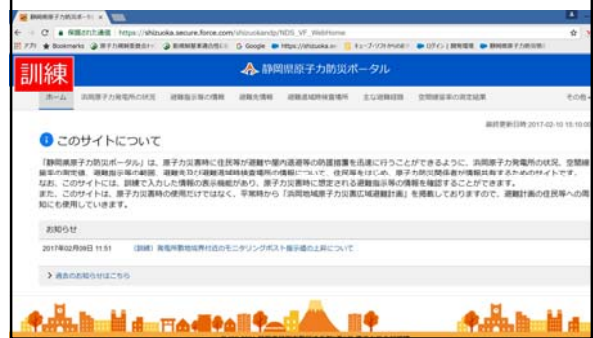 静岡県原子力防災ポータル
保護された通信
https://shizuoka.secure.force.com/shizuokandp/NDS_VF_WebHome
アプリ
Bookmarks
Google
訓練
静岡県原子力防災ポータル
ホーム
浜岡原子力発電所の状況
避難指示等の情報
避難先情報
避難退域時検査場所
主な避難経路
空間線量率の測定結果
その他
最終更新日時:2017-02-10 15:10:00
このサイトについて
「静岡県原子力防災ポータル」は、原子力災害時に住民等が避難や屋内退避等の防護措置を迅速に行うことができるように、浜岡原子力発電所の状況、空間線
量率の測定値、避難指示等の範囲、避難先及び避難退域時検査場所の情報について、住民等をはじめ、原子力防災関係者が情報共有するためのサイトです。
なお、このサイトには、訓練で入力した情報の表示機能があり、原子力災害時に想定される避難指示等の情報を確認することができます。
また、このサイトは、原子力災害時の使用だけではなく、平常時から「浜岡地域原子力災害広域避難計画」を掲載しておりますので、避難計画の住民等への周
知にも使用していきます。
お知らせ
2017年02月09日 11:51
(訓練)発電所敷地境界付近のモニタリングポスト指示値の上昇について
過去のお知らせはこちら